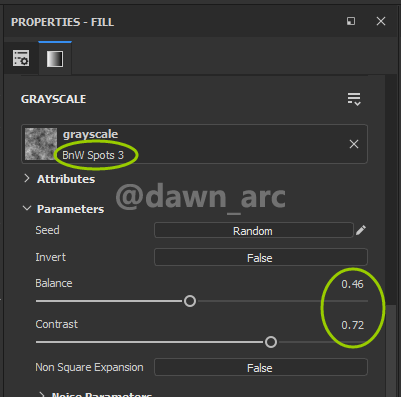 PROPERTIES - FILL
GRAYSCALE
grayscale
BnW Spots 3
Attributes
@dawn_arc
Parameters
Seed Random
Invert False
Balance 0.46
Contrast 0.72
Non Square Expansion False
Noise Parameters